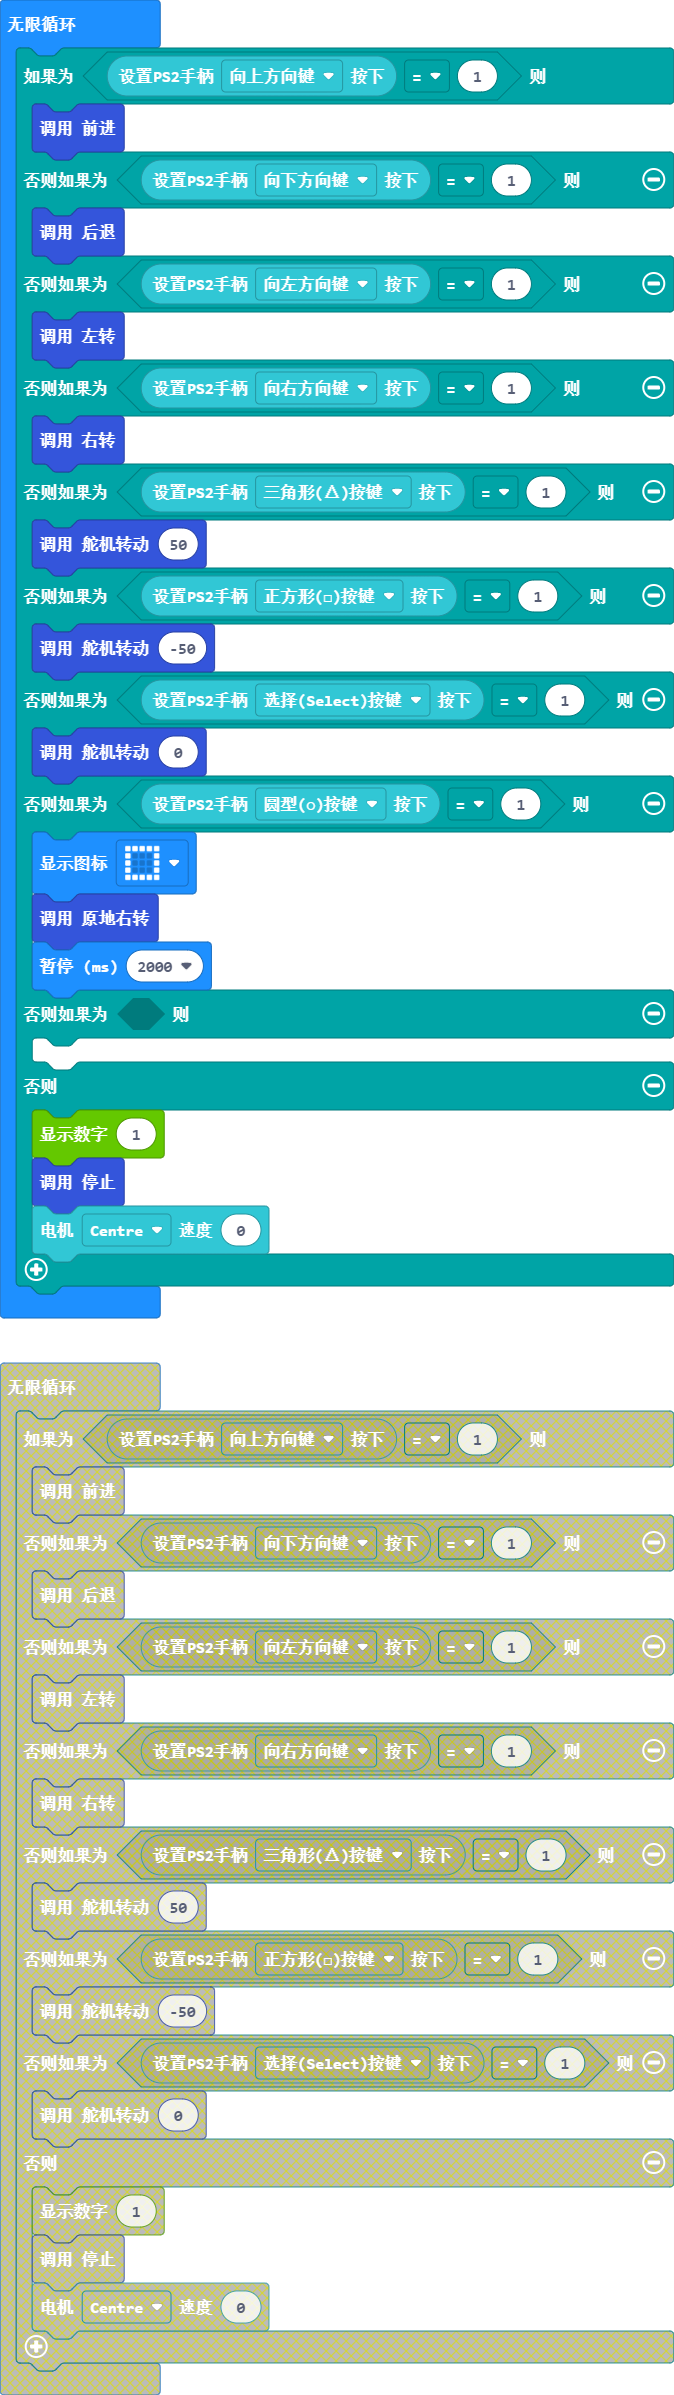 无限循环
如果为 设置PS2手柄 向上方向键 按下 = 1 则
调用 前进
否则如果为 设置PS2手柄 向下方向键 按下 = 1 则
调用 后退
否则如果为 设置PS2手柄 向左方向键 按下 = 1 则
调用 左转
否则如果为 设置PS2手柄 向右方向键 按下 = 1 则
调用 右转
否则如果为 设置PS2手柄 三角形(Δ)按键 按下 = 1 则
调用 舵机转动 50
否则如果为 设置PS2手柄 正方形(□)按键 按下 = 1 则
调用 舵机转动 -50
否则如果为 设置PS2手柄 选择(Select)按键 按下 = 1 则
调用 舵机转动 0
否则如果为 设置PS2手柄 圆型(○)按键 按下 = 1 则
显示图标
调用 原地右转
暂停 (ms) 2000
否则如果为 则
否则
显示数字 1
调用 停止
电机 Centre 速度 0
无限循环
如果为 设置PS2手柄 向上方向键 按下 = 1 则
调用 前进
否则如果为 设置PS2手柄 向下方向键 按下 = 1 则
调用 后退
否则如果为 设置PS2手柄 向左方向键 按下 = 1 则
调用 左转
否则如果为 设置PS2手柄 向右方向键 按下 = 1 则
调用 右转
否则如果为 设置PS2手柄 三角形(Δ)按键 按下 = 1 则
调用 舵机转动 50
否则如果为 设置PS2手柄 正方形(□)按键 按下 = 1 则
调用 舵机转动 -50
否则如果为 设置PS2手柄 选择(Select)按键 按下 = 1 则
调用 舵机转动 0
否则
显示数字 1
调用 停止
电机 Centre 速度 0